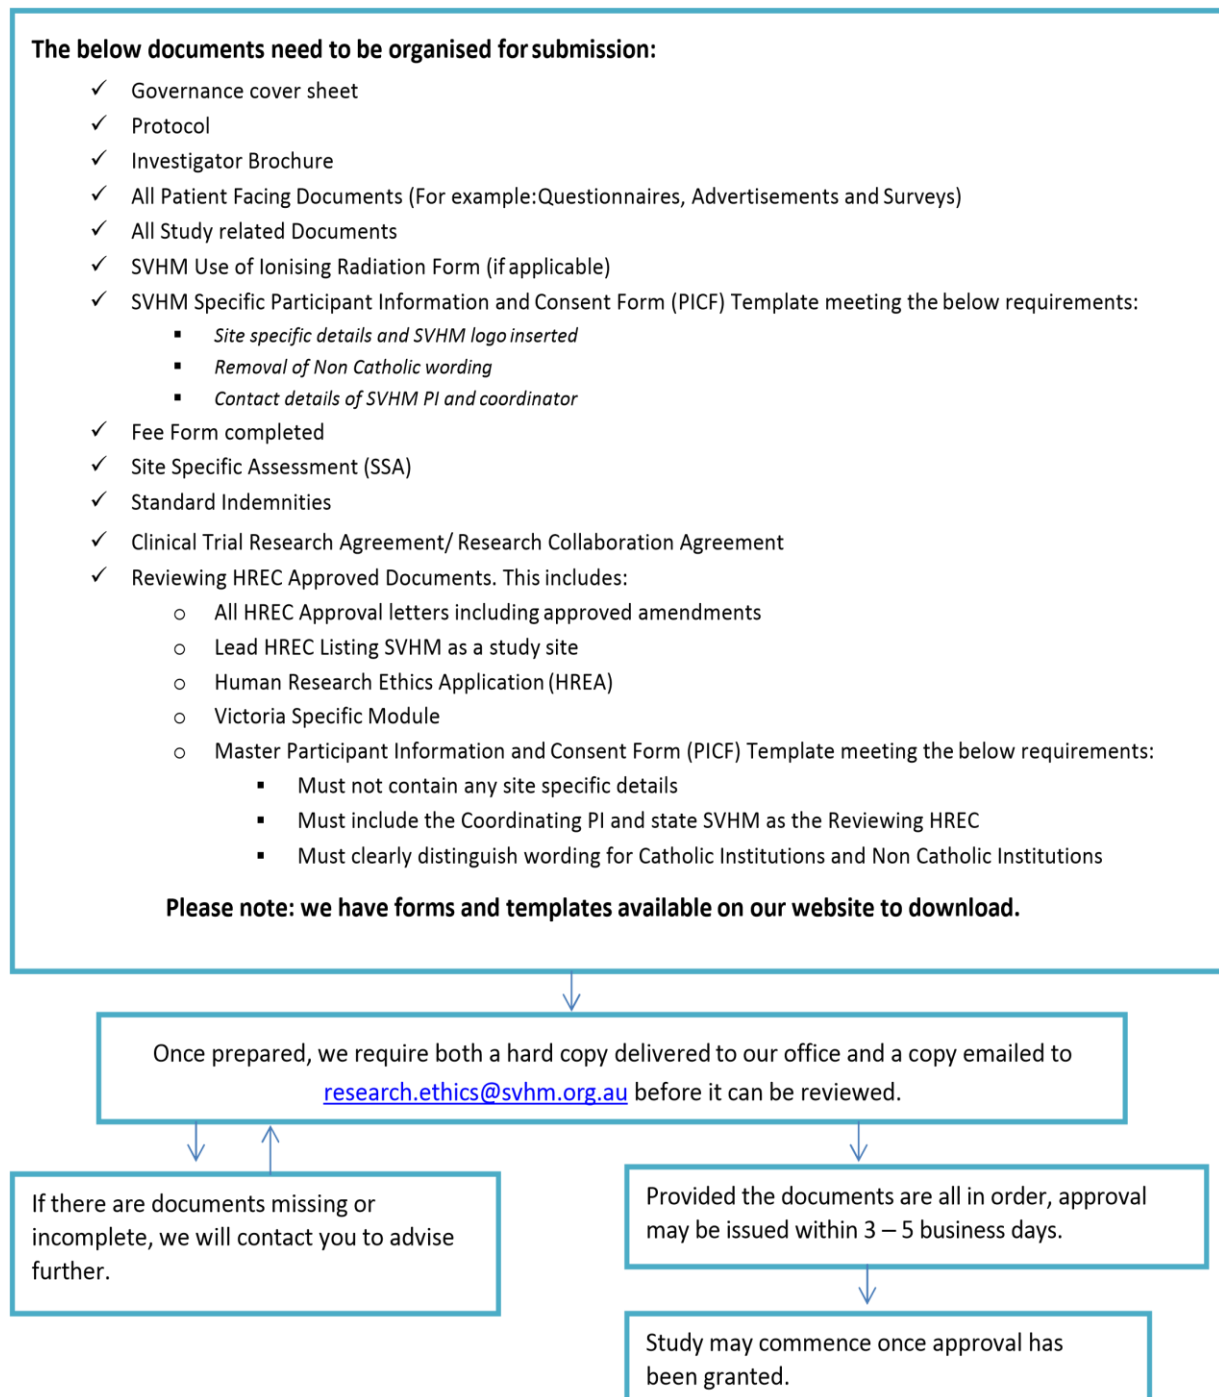 The below documents need to be organised for submission:
✓ Governance cover sheet
✓ Protocol
✓ Investigator Brochure
✓ All Patient Facing Documents (For example:Questionnaires, Advertisements and Surveys)
✓ All Study related Documents
✓ SVHM Use of Ionising Radiation Form (if applicable)
✓ SVHM Specific Participant Information and Consent Form (PICF) Template meeting the below requirements:
▪ Site specific details and SVHM logo inserted
▪ Removal of Non Catholic wording
▪ Contact details of SVHM PI and coordinator
✓ Fee Form completed
✓ Site Specific Assessment (SSA)
✓ Standard Indemnities
✓ Clinical Trial Research Agreement/ Research Collaboration Agreement
✓ Reviewing HREC Approved Documents. This includes:
o All HREC Approval letters including approved amendments
o Lead HREC Listing SVHM as a study site
o Human Research Ethics Application (HREA)
o Victoria Specific Module
o Master Participant Information and Consent Form (PICF) Template meeting the below requirements:
▪ Must not contain any site specific details
▪ Must include the Coordinating PI and state SVHM as the Reviewing HREC
▪ Must clearly distinguish wording for Catholic Institutions and Non Catholic Institutions
Please note: we have forms and templates available on our website to download.
Once prepared, we require both a hard copy delivered to our office and a copy emailed to
research.ethics@svhm.org.au before it can be reviewed.
If there are documents missing or
incomplete, we will contact you to advise
further.
Provided the documents are all in order, approval
may be issued within 3 – 5 business days.
Study may commence once approval has
been granted.